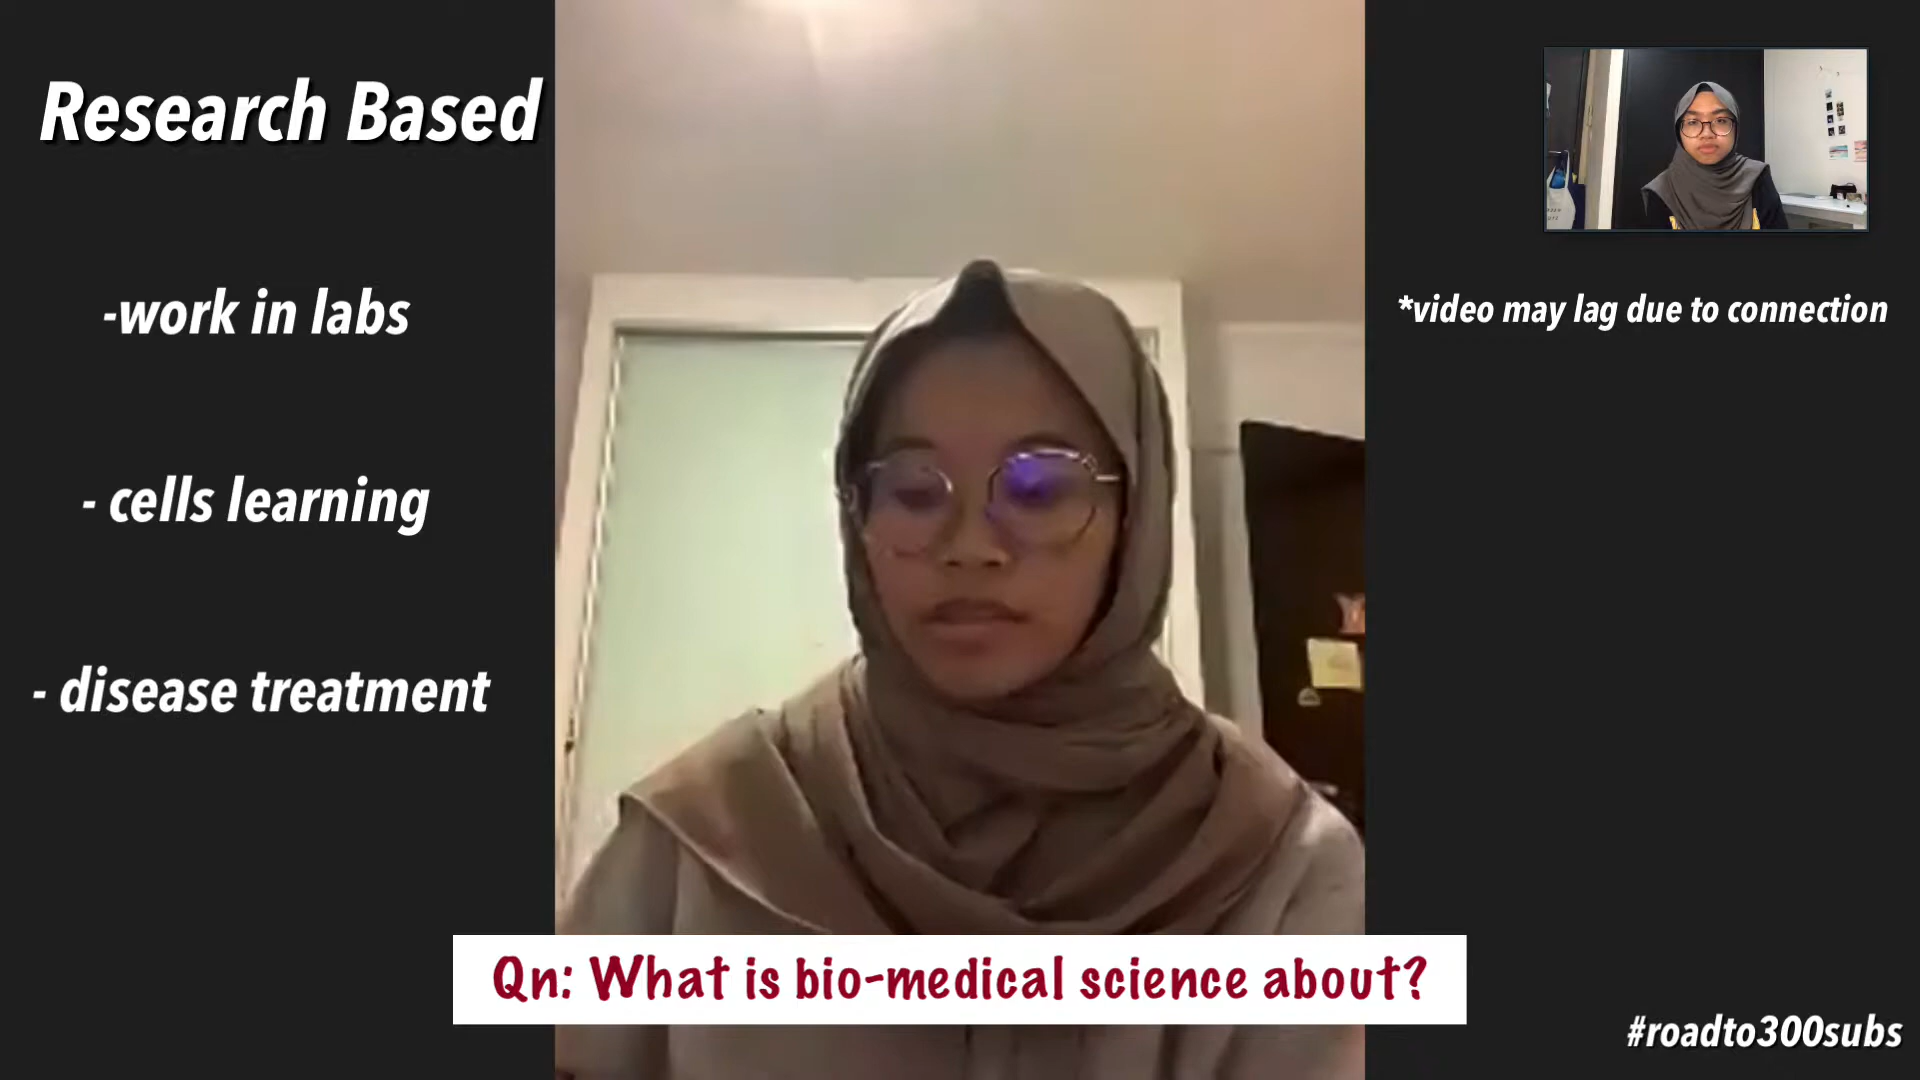 Research Based
-work in labs
- cells learning
- disease treatment
*video may lag due to connection
Qn: What is bio-medical science about?
#roadto300subs